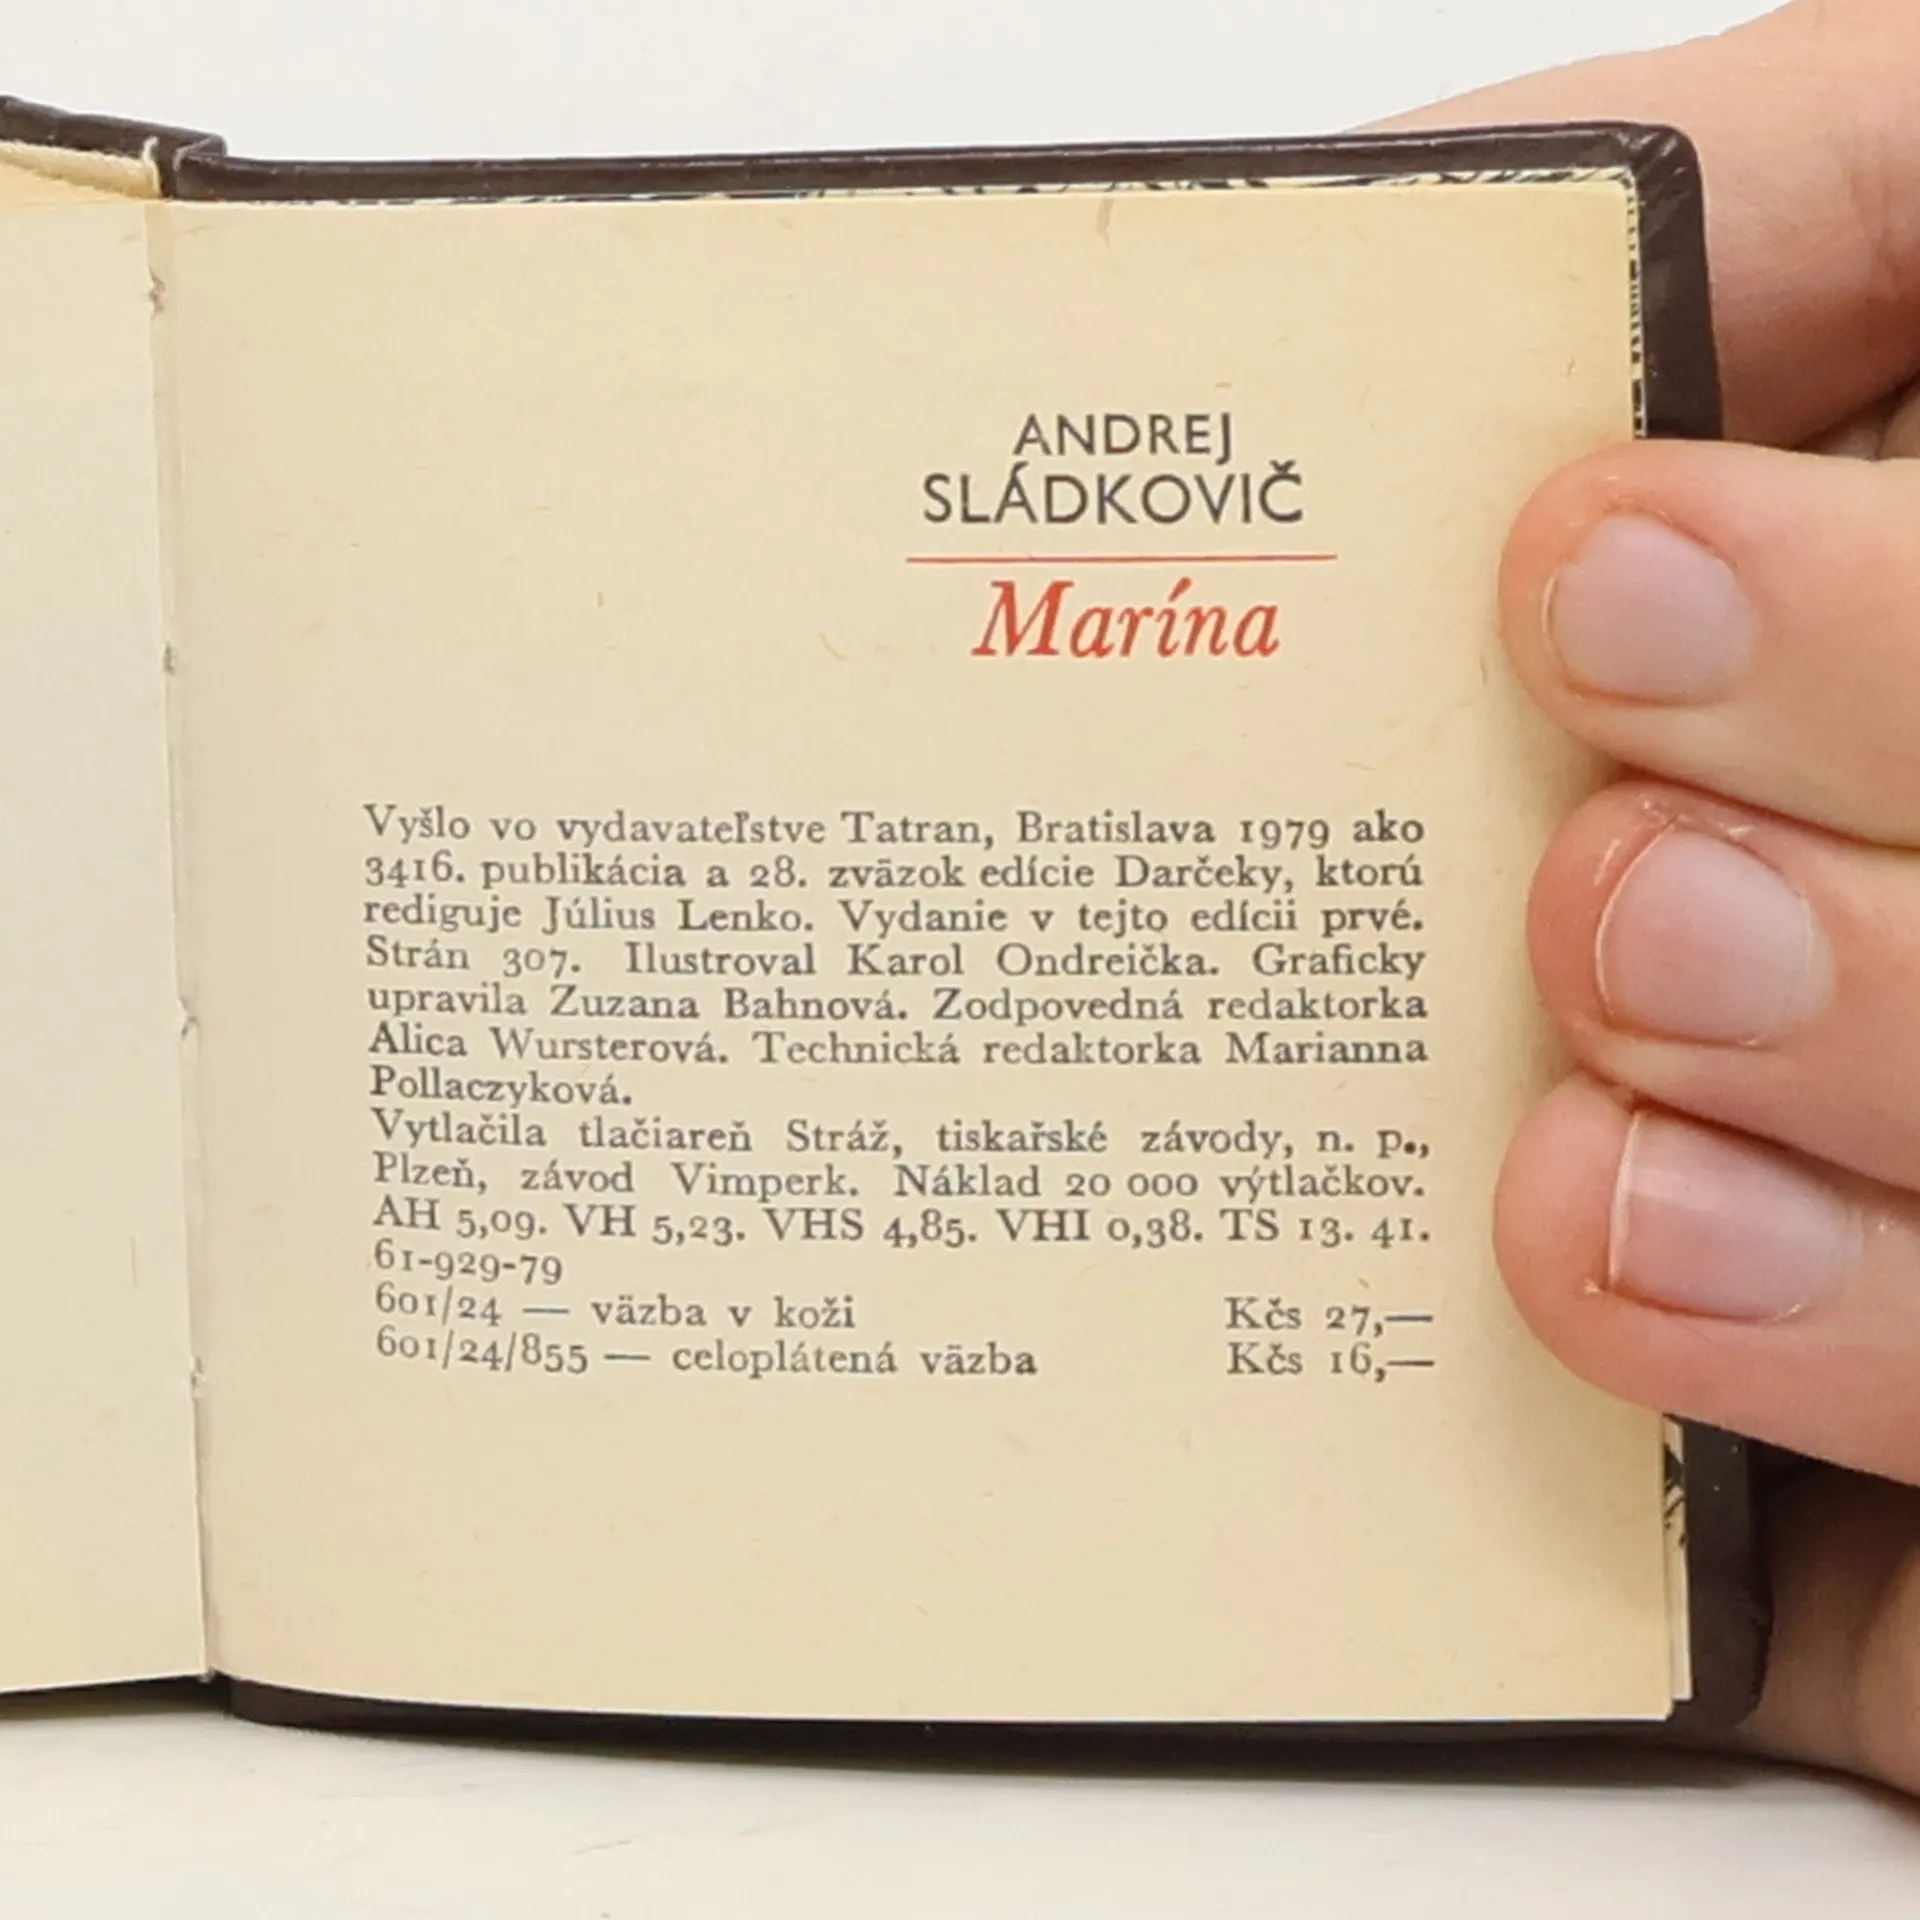 ANDREJ
SLÁDKOVIČ
Marína
Vyšlo vo vydavateľstve Tatran, Bratislava 1979 ako
3416. publikácia a 28. zväzok edície Darčeky, ktorú
rediguje Július Lenko. Vydanie v tejto edícii prvé.
Strán 307. Ilustroval Karol Ondreička. Graficky
upravila Zuzana Bahnová. Zodpovedná redaktorka
Alica Wursterová. Technická redaktorka Marianna
Pollaczyková.
Vytlačila tlačiareň Stráž, tiskařské závody, n. p.,
Plzeň, závod Vimperk. Náklad 20 000 výtlačkov.
AH 5,09. VH 5,23. VHS 4,85. VHI 0,38. TS 13. 41.
61-929-79
601/24 — väzba v koži Kčs 27,—
601/24/855 — celoplátená väzba Kčs 16,—